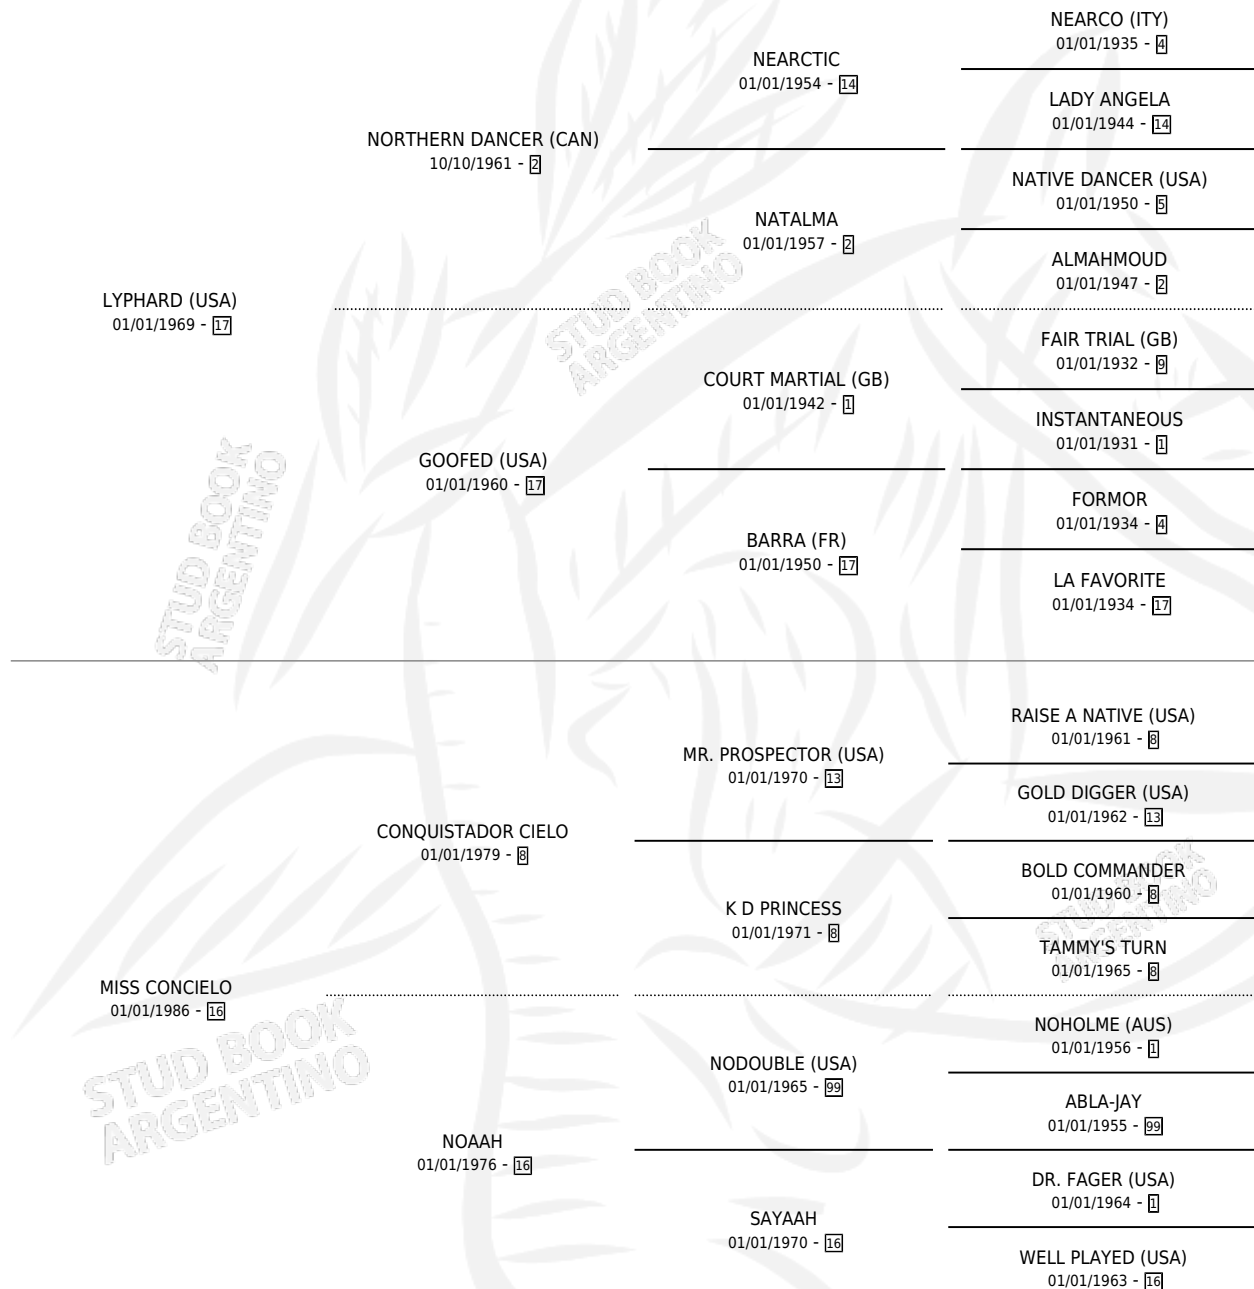 NEARCO (ITY)
01/01/1935 - 4
NEARCTIC
01/01/1954 - 14
LADY ANGELA
01/01/1944 - 14
NORTHERN DANCER (CAN)
10/10/1961 - 2
NATIVE DANCER (USA)
01/01/1950 - 5
NATALMA
01/01/1957 - 2
ALMAHMOUD
01/01/1947 - 2
LYPHARD (USA)
01/01/1969 - 17
FAIR TRIAL (GB)
01/01/1932 - 9
COURT MARTIAL (GB)
01/01/1942 - 1
INSTANTANEOUS
01/01/1931 - 1
GOOFED (USA)
01/01/1960 - 17
FORMOR
01/01/1934 - 4
BARRA (FR)
01/01/1950 - 17
LA FAVORITE
01/01/1934 - 17
RAISE A NATIVE (USA)
01/01/1961 - 8
MR. PROSPECTOR (USA)
01/01/1970 - 13
GOLD DIGGER (USA)
01/01/1962 - 13
CONQUISTADOR CIELO
01/01/1979 - 8
BOLD COMMANDER
01/01/1960 - 8
K D PRINCESS
01/01/1971 - 8
TAMMY'S TURN
01/01/1965 - 8
MISS CONCIELO
01/01/1986 - 16
NOHOLME (AUS)
01/01/1956 - 1
NODOUBLE (USA)
01/01/1965 - 99
ABLA-JAY
01/01/1955 - 99
NOAAH
01/01/1976 - 16
DR. FAGER (USA)
01/01/1964 - 1
SAYAAH
01/01/1970 - 16
WELL PLAYED (USA)
01/01/1963 - 16
STUD BOOK
ARGENTINO
STUD BOOK
ARGENTINO
STUD BOOK
ARGENTINO
STUD BOOK
ARGENTINO